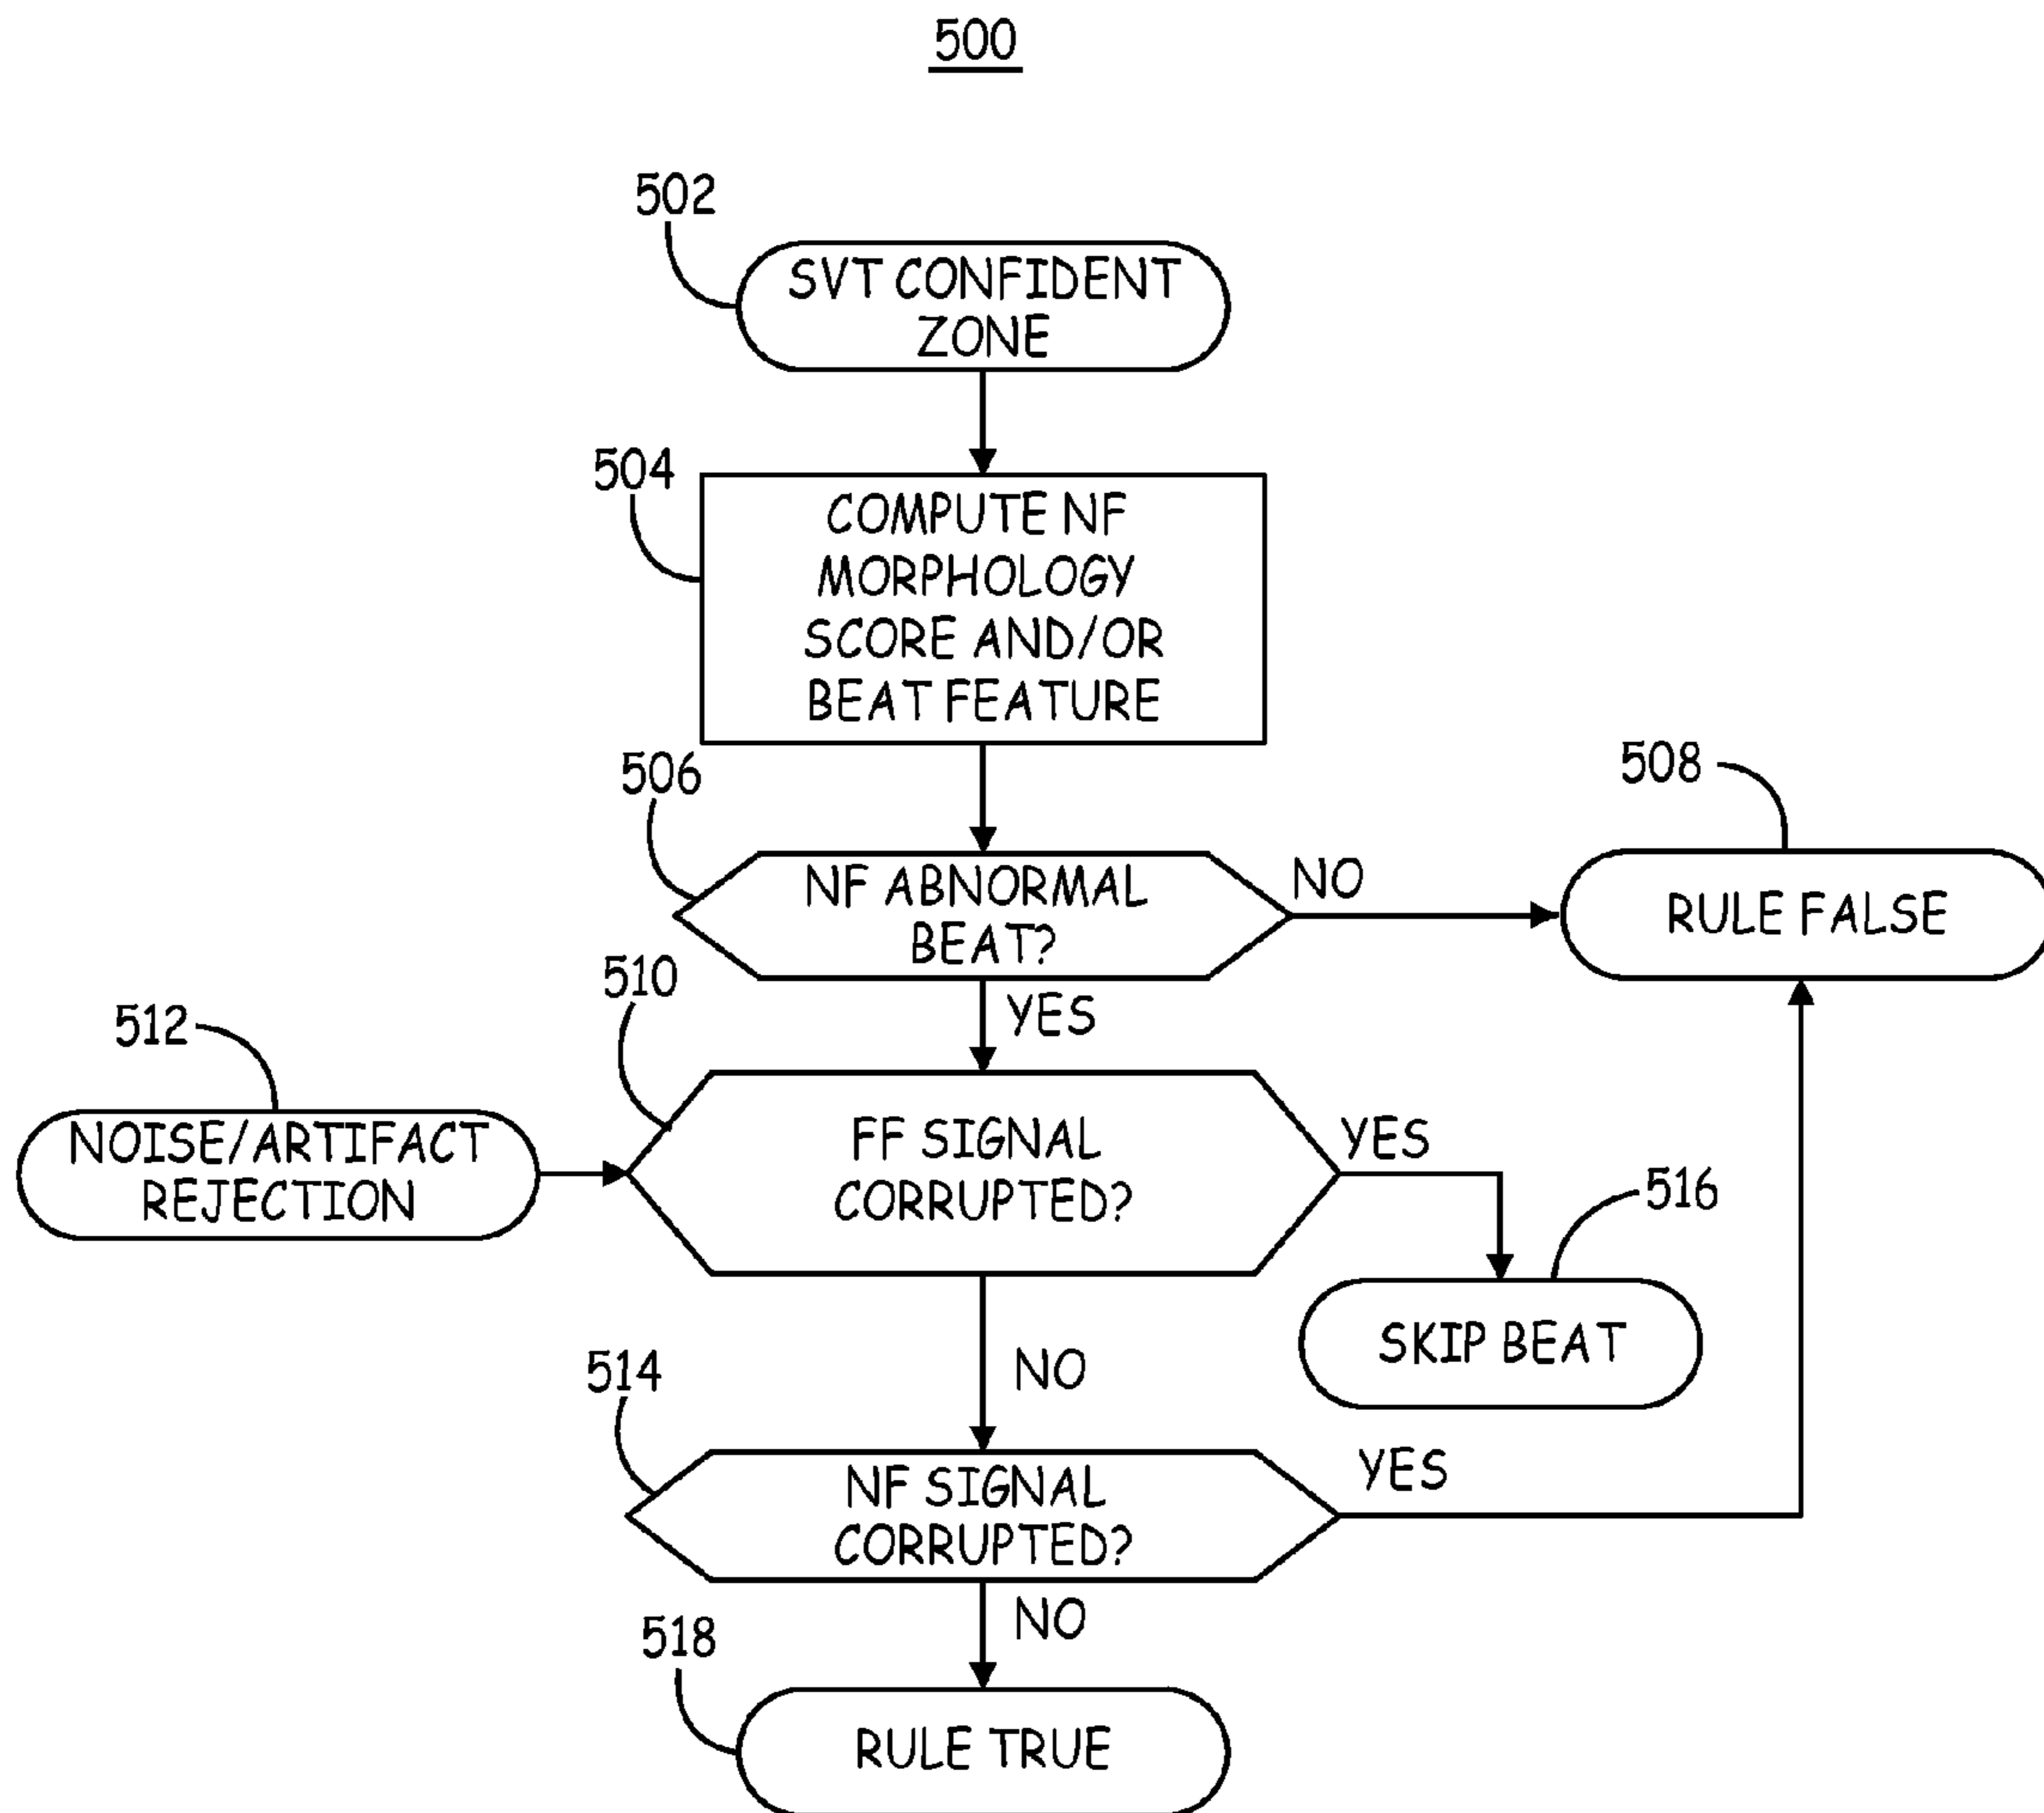 500
502
SVT CONFIDENT
ZONE
504
COMPUTE NF
MORPHOLOGY
SCORE AND/OR
BEAT FEATURE
506
508
NF ABNORMAL
BEAT?
NO
RULE FALSE
510
YES
512
NOISE/ARTIFACT
REJECTION
FF SIGNAL
CORRUPTED?
YES
516
SKIP BEAT
NO
514
NF SIGNAL
CORRUPTED?
YES
NO
518
RULE TRUE